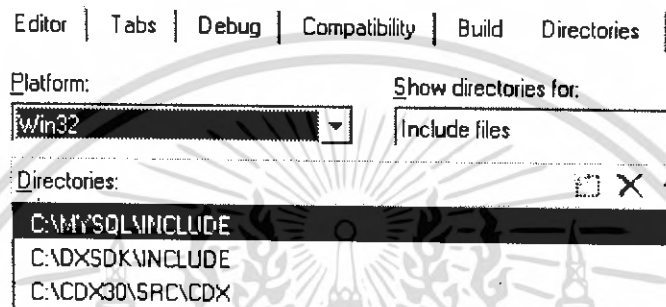 Editor Tabs Debug Compatibility Build Directories
Platform: Show directories for:
Win32 Include files
Directories:
C:\MYSQL\INCLUDE
C:\DXSDK\INCLUDE
C:\CDX30\SRC\CDX